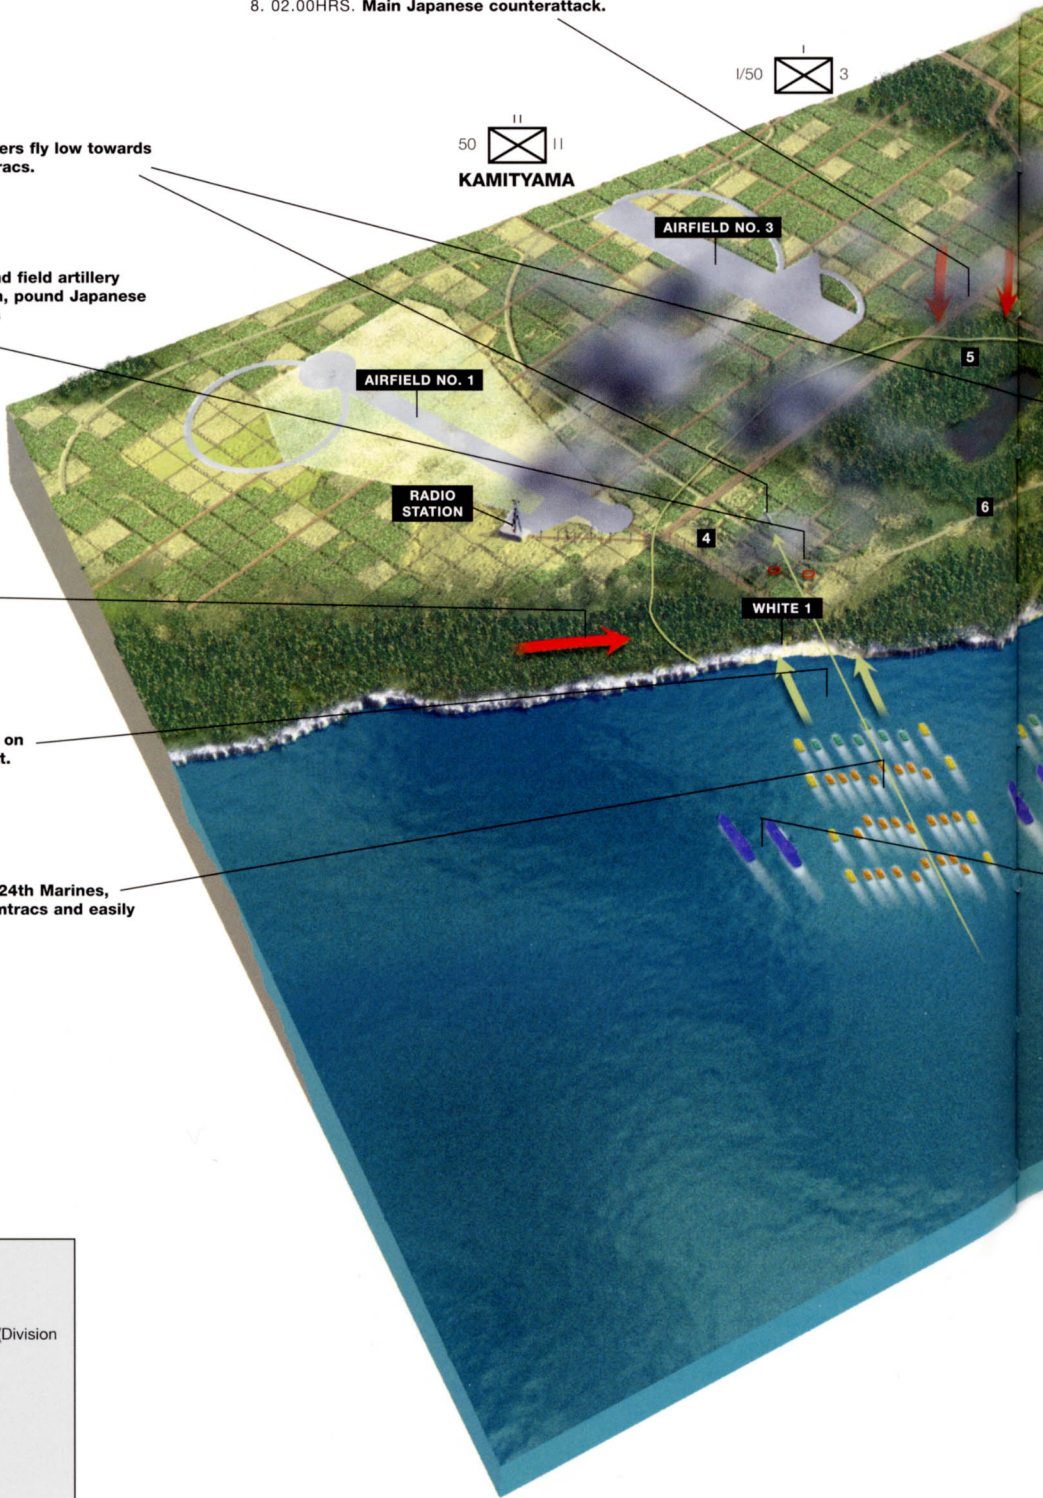 8. 02.00HRS. Main Japanese counterattack.
I
I/50 3
II
50 II
KAMITYAMA
ers fly low towards
racs.
AIRFIELD NO. 3
d field artillery
, pound Japanese
AIRFIELD NO. 1
5
RADIO
STATION
6
4
WHITE 1
on
t.
24th Marines,
ntracs and easily
Division